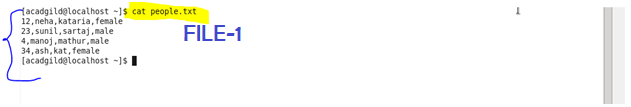 [acadgild@localhost ~]$ cat people.txt
12,neha,kataria,female
23,sunil,sartaj,male
4,manoj,mathur,male
34,ash,kat,female
[acadgild@localhost ~]$
FILE-1